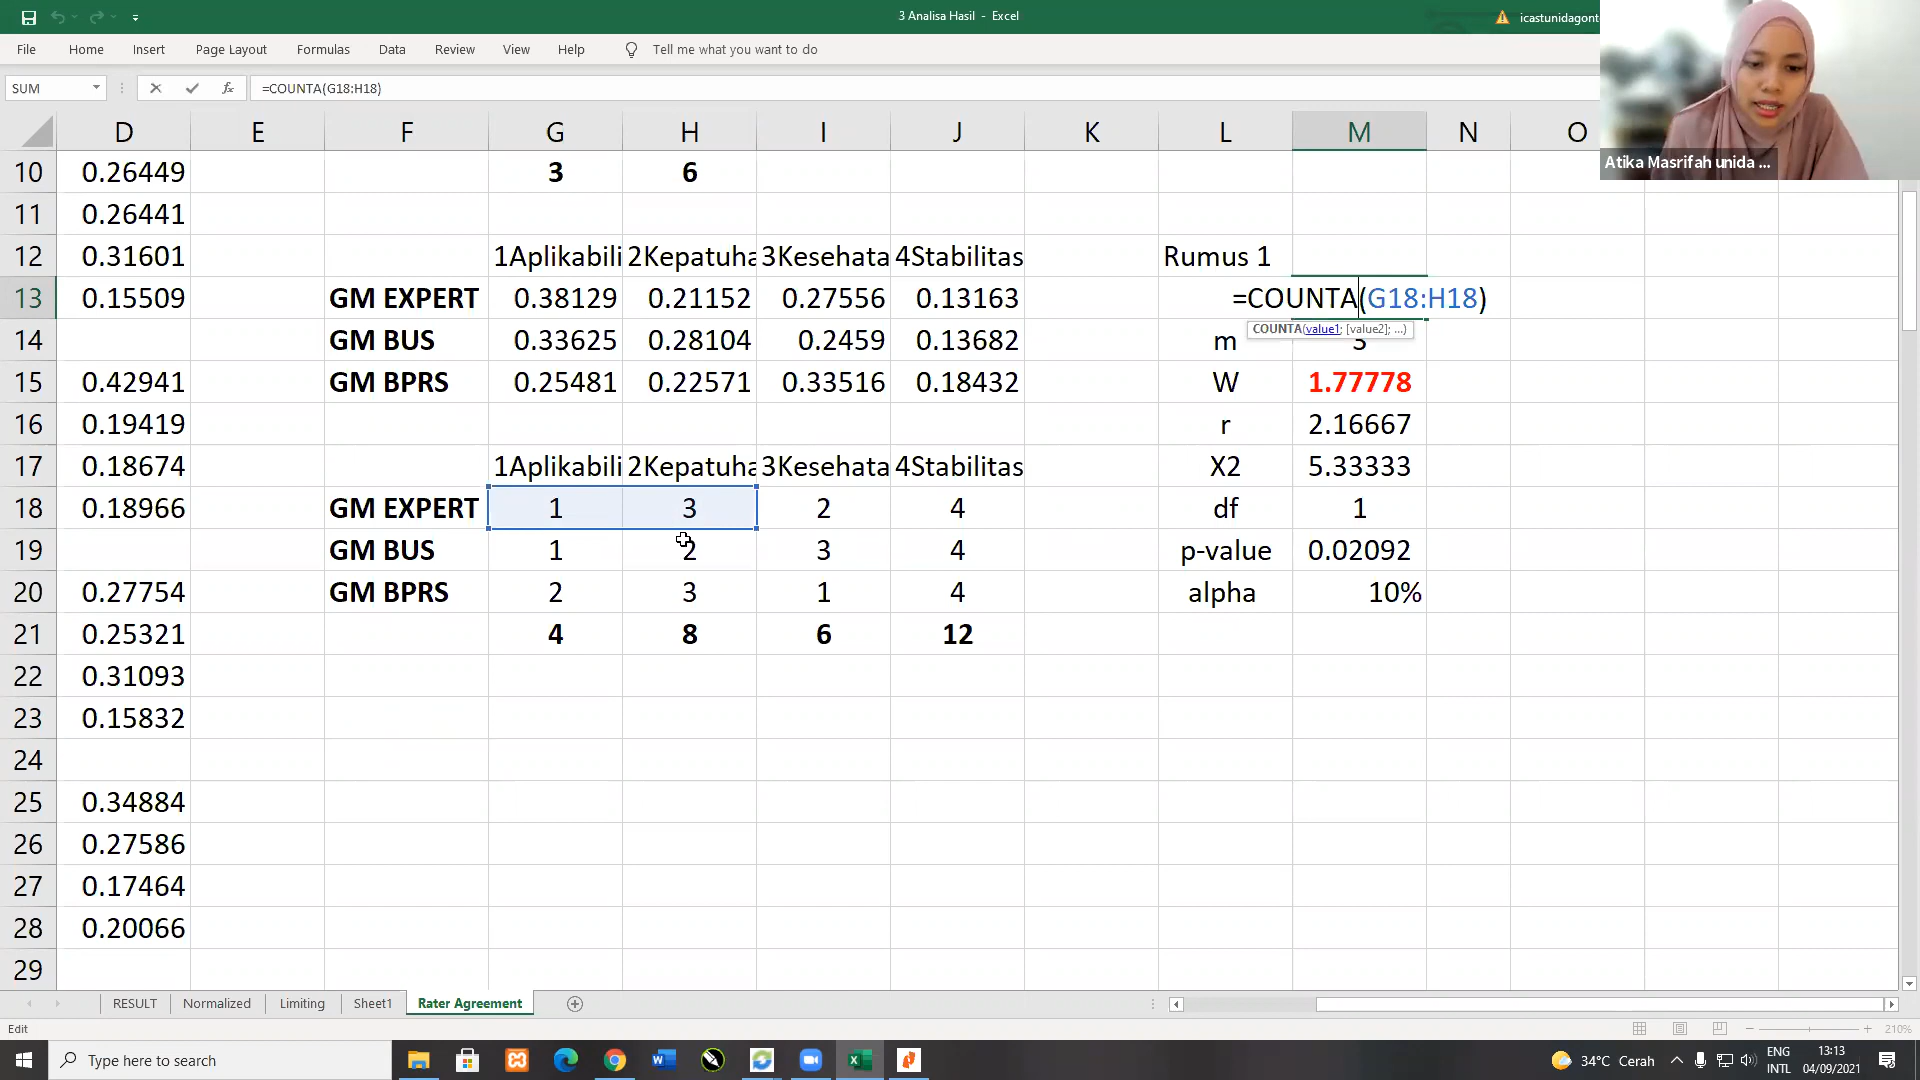 3 Analisa Hasil - Excel
icastunidagont
File Home Insert Page Layout Formulas Data Review View Help Tell me what you want to do
SUM =COUNTA(G18:H18)
D E F G H I J K L M N O
Atika Masrifah unida ...
10 0.26449 3 6
11 0.26441
12 0.31601 1Aplikabili 2Kepatuha 3Kesehata 4Stabilitas Rumus 1
13 0.15509 GM EXPERT 0.38129 0.21152 0.27556 0.13163 =COUNTA(G18:H18)
COUNTA(value1; [value2]; ...)
14 GM BUS 0.33625 0.28104 0.2459 0.13682 m 3
15 0.42941 GM BPRS 0.25481 0.22571 0.33516 0.18432 W 1.77778
16 0.19419 r 2.16667
17 0.18674 1Aplikabili 2Kepatuha 3Kesehata 4Stabilitas X2 5.33333
18 0.18966 GM EXPERT 1 3 2 4 df 1
19 GM BUS 1 2 3 4 p-value 0.02092
20 0.27754 GM BPRS 2 3 1 4 alpha 10%
21 0.25321 4 8 6 12
22 0.31093
23 0.15832
24
25 0.34884
26 0.27586
27 0.17464
28 0.20066
29
RESULT Normalized Limiting Sheet1 Rater Agreement
Edit 210%
Type here to search
34°C Cerah
ENG
INTL
13:13
04/09/2021